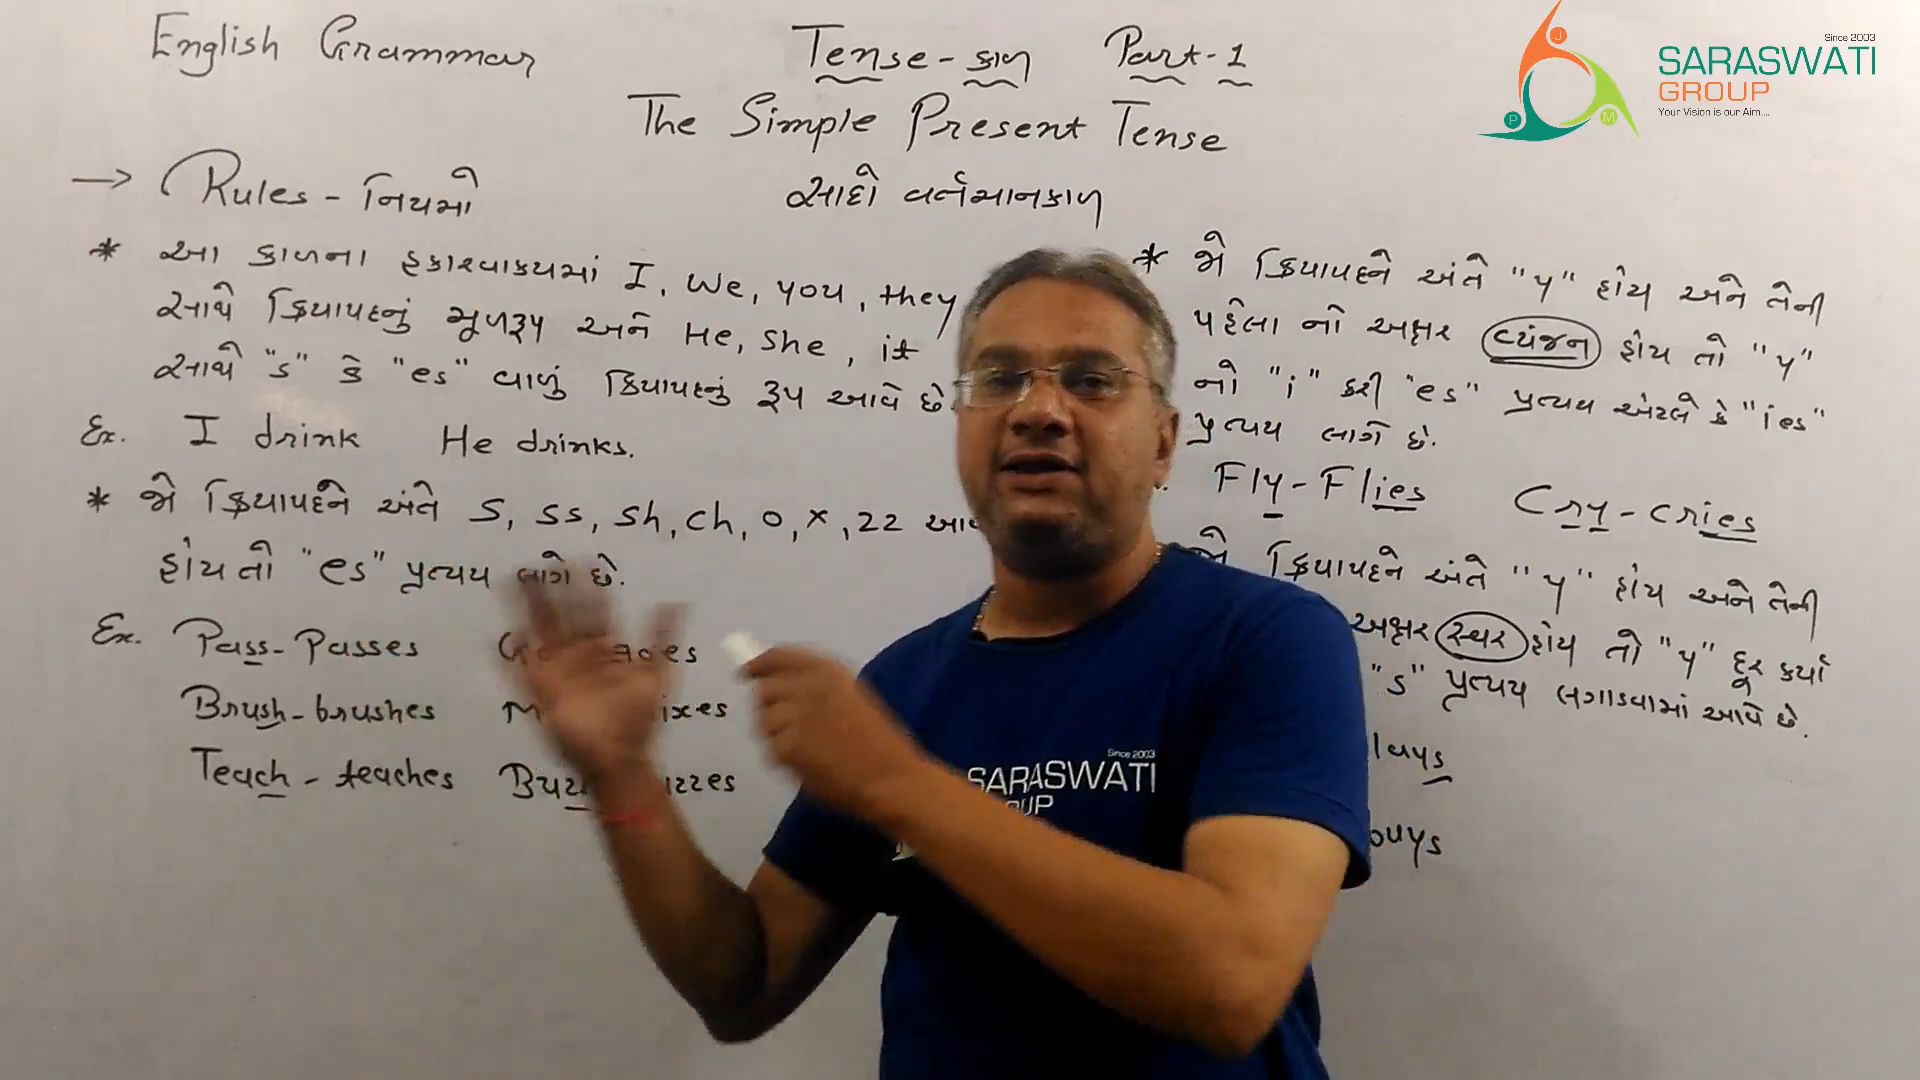 English Grammar
Tense - કાળ Part-1
The Simple Present Tense
સાદો વર્તમાનકાળ
→ Rules - નિયમો
* આ કાળના હકારવાક્યમાં I, We, you, they
સાથે ક્રિયાપદનું મૂળરૂપ અને He, She, it
સાથે "s" કે "es" વાળું ક્રિયાપદનું રૂપ આવે છે.
Ex. I drink He drinks.
* જો ક્રિયાપદને અંતે S, SS, Sh, Ch, O, X, ZZ
હોય તો "es" પ્રત્યય લાગે છે.
Ex. Pass - Passes
Brush - brushes
Teach - teaches
* જો ક્રિયાપદને અંતે "y" હોય અને તેની
પહેલા નો અક્ષર વ્યંજન હોય તો "y"
નો "i" કરી "es" પ્રત્યય એટલે કે "ies"
પ્રત્યય લાગે છે.
Fly - Flies Cry - cries
ક્રિયાપદને અંતે "y" હોય અને તેની
અક્ષર સ્વર હોય તો "y" દૂર કર્યા
"s" પ્રત્યય લગાડવામાં આવે છે.
Since 2003
SARASWATI
GROUP
Your Vision is our Aim....
J
P
M
Since 2003
SARASWATI